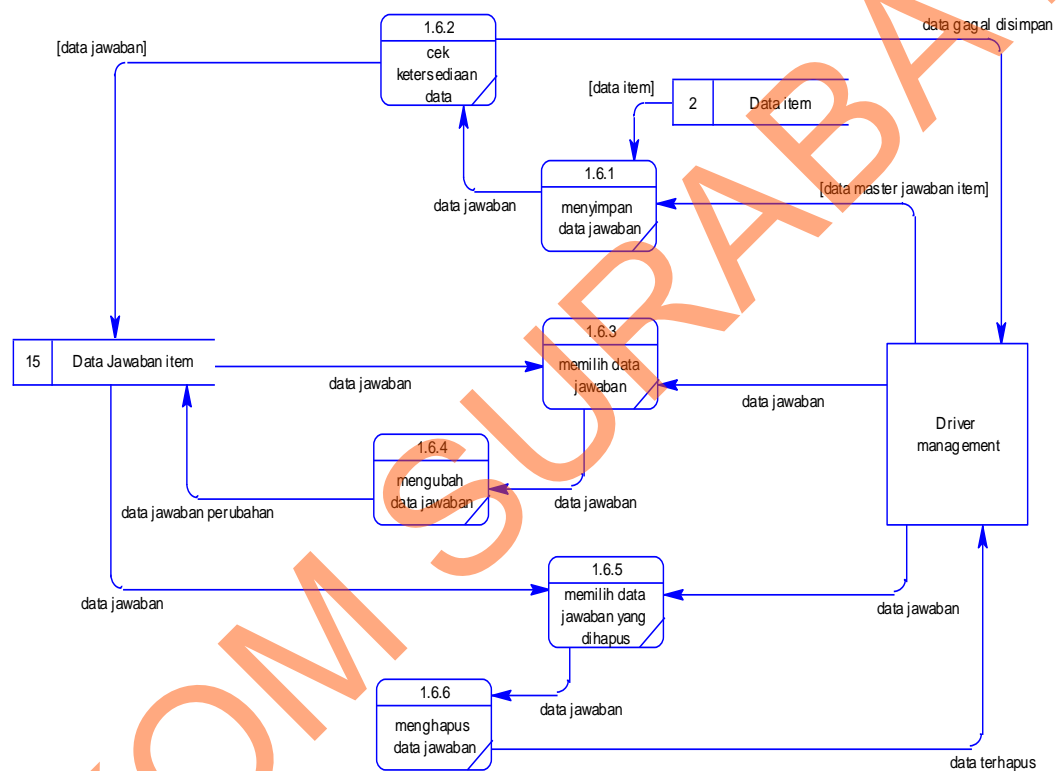 1.6.2
cek
ketersediaan
data
data gagal disimpan
[data jawaban]
[data item]
2 Data item
1.6.1
menyimpan
data jawaban
[data master jawaban item]
data jawaban
1.6.3
memilih data
jawaban
15 Data Jawaban item
data jawaban
data jawaban
Driver
management
1.6.4
mengubah
data jawaban
data jawaban
data jawaban perubahan
1.6.5
memilih data
jawaban yang
dihapus
data jawaban
data jawaban
1.6.6
menghapus
data jawaban
data jawaban
data terhapus
OM SURABA